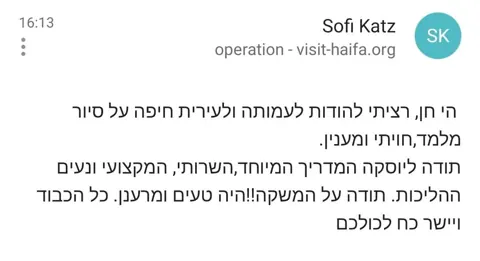 16:13
Sofi Katz
SK
operation - visit-haifa.org
הי חן, רציתי להודות לעמותה ולעירית חיפה על סיור
מלמד,חויתי ומענין.
תודה ליוסקה המדריך המיוחד,השרותי, המקצועי ונעים
ההליכות. תודה על המשקה!!היה טעים ומרענן. כל הכבוד
ויישר כח לכולכם